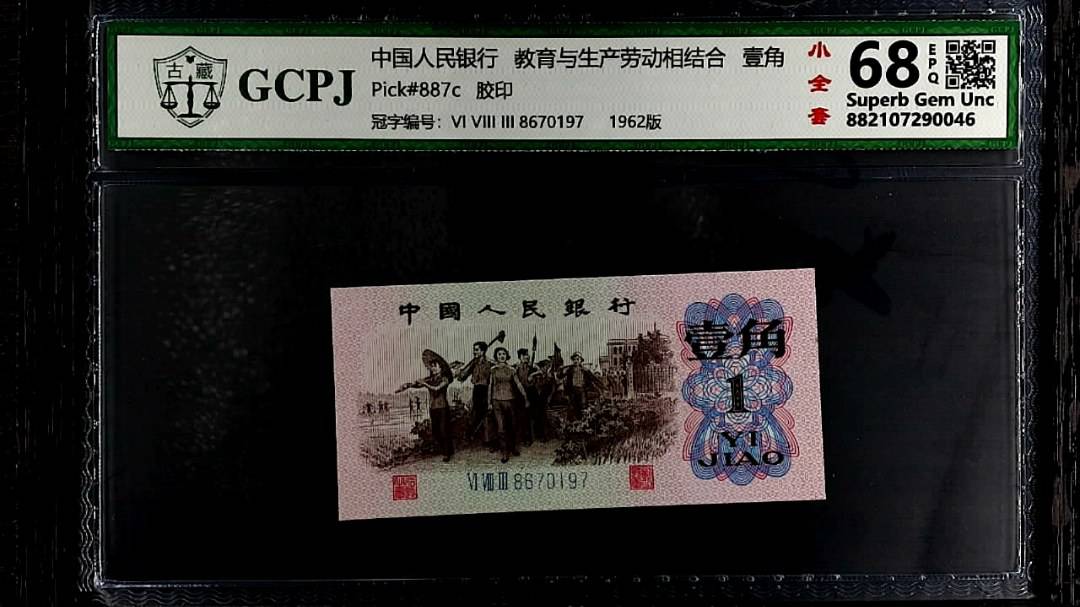 古藏
GCPJ
中国人民银行 教育与生产劳动相结合 壹角
Pick#887c 胶印
冠字编号：VI VIII III 8670197 1962版
小全套
68
EPQ
Superb Gem Unc
882107290046
中國人民銀行
壹角
1
YI
JIAO
VI VIII III 8670197